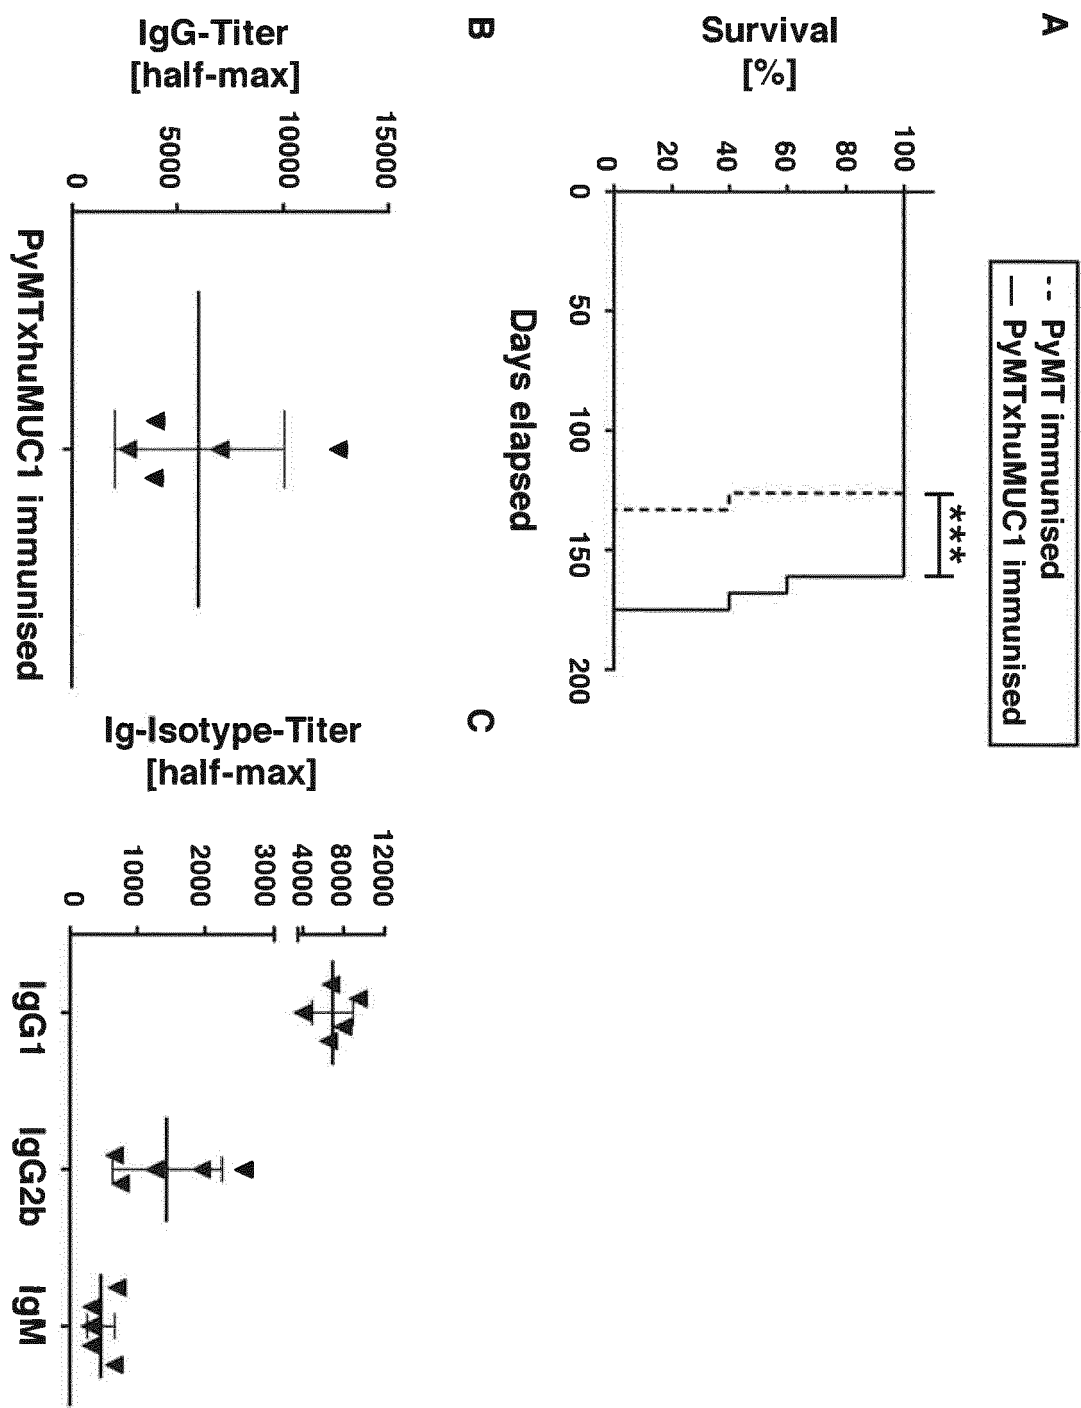 A
--- PyMT immunised
— PyMTxhuMUC1 immunised
***
Survival
[%]
100
80
60
40
20
0
0 50 100 150 200
Days elapsed
B
IgG-Titer
[half-max]
15000
10000
5000
0
PyMTxhuMUC1 immunised
C
Ig-Isotype-Titer
[half-max]
12000
8000
4000
3000
2000
1000
0
IgG1 IgG2b IgM